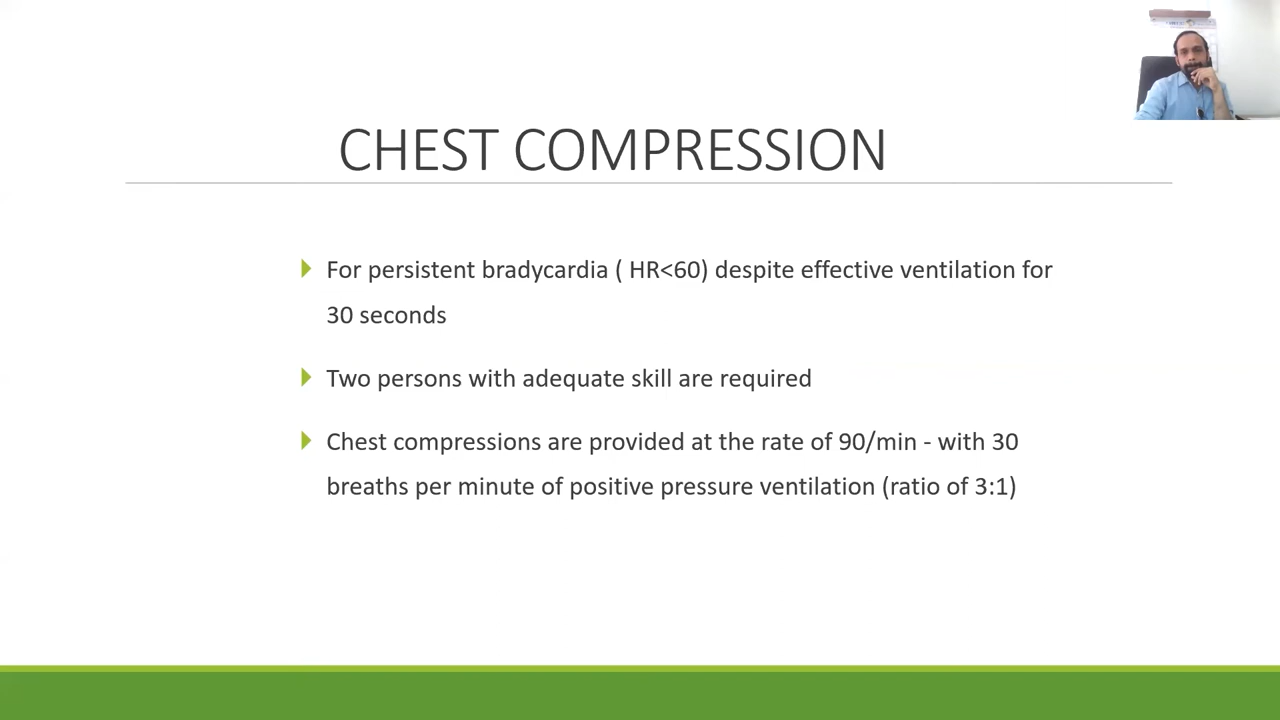 CHEST COMPRESSION
For persistent bradycardia ( HR<60) despite effective ventilation for
30 seconds
Two persons with adequate skill are required
Chest compressions are provided at the rate of 90/min - with 30
breaths per minute of positive pressure ventilation (ratio of 3:1)